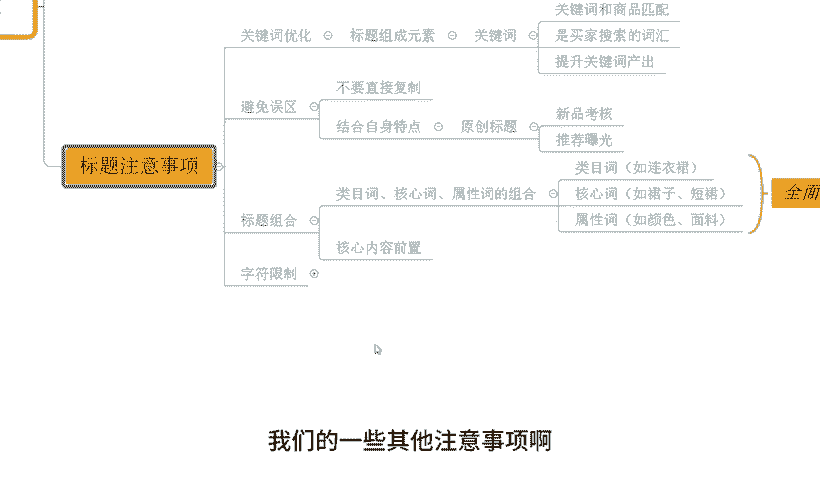 关键词和商品匹配
关键词优化 标题组成元素 关键词 是买家搜索的词汇
提升关键词产出
不要直接复制
避免误区
新品考核
结合自身特点 原创标题
推荐曝光
标题注意事项
类目词（如连衣裙）
类目词、核心词、属性词的组合 核心词（如裙子、短裙） 全面
标题组合
属性词（如颜色、面料）
核心内容前置
字符限制
我们的一些其他注意事项啊